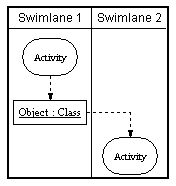 Swimlane 1 Swimlane 2
Activity
Object : Class
Activity